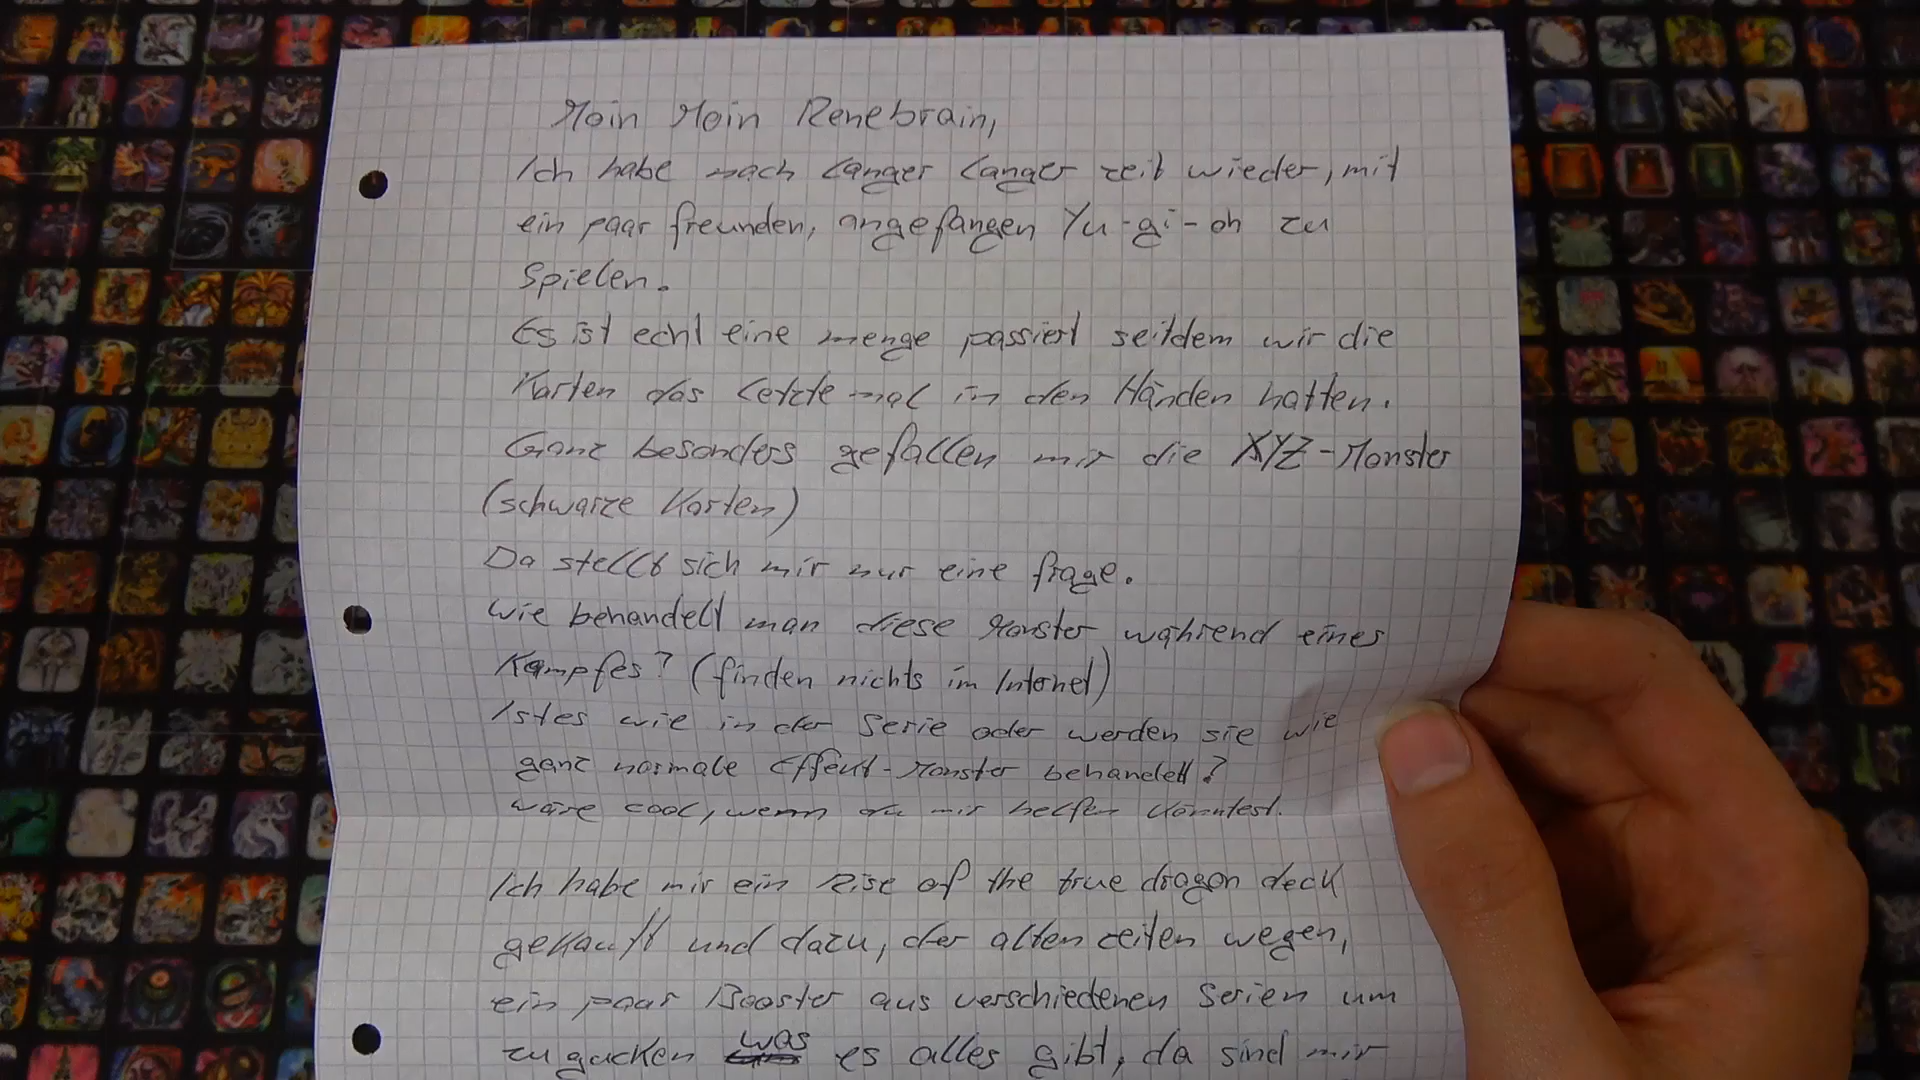 Moin Moin Renebrain,
Ich habe nach langer langer zeit wieder, mit
ein paar freunden, angefangen Yu-gi-oh zu
Spielen.
Es ist echt eine menge passiert seitdem wir die
Karten das letzte mal in den Händen hatten.
Ganz besonders gefallen mir die XYZ-Monster
(schwarze Karten)
Da stellt sich mir nur eine frage.
Wie behandelt man diese Monster während eines
Kampfes? (finden nichts im Internet)
Ist es wie in der Serie oder werden sie wie
ganz normale Effekt-Monster behandelt?
wäre cool, wenn du mir helfen könntest.
Ich habe mir ein Rise of the true dragon deck
gekauft und dazu, der alten zeiten wegen,
ein paar Booster aus verschiedenen Serien um
zu gucken was es alles gibt, da sind mir